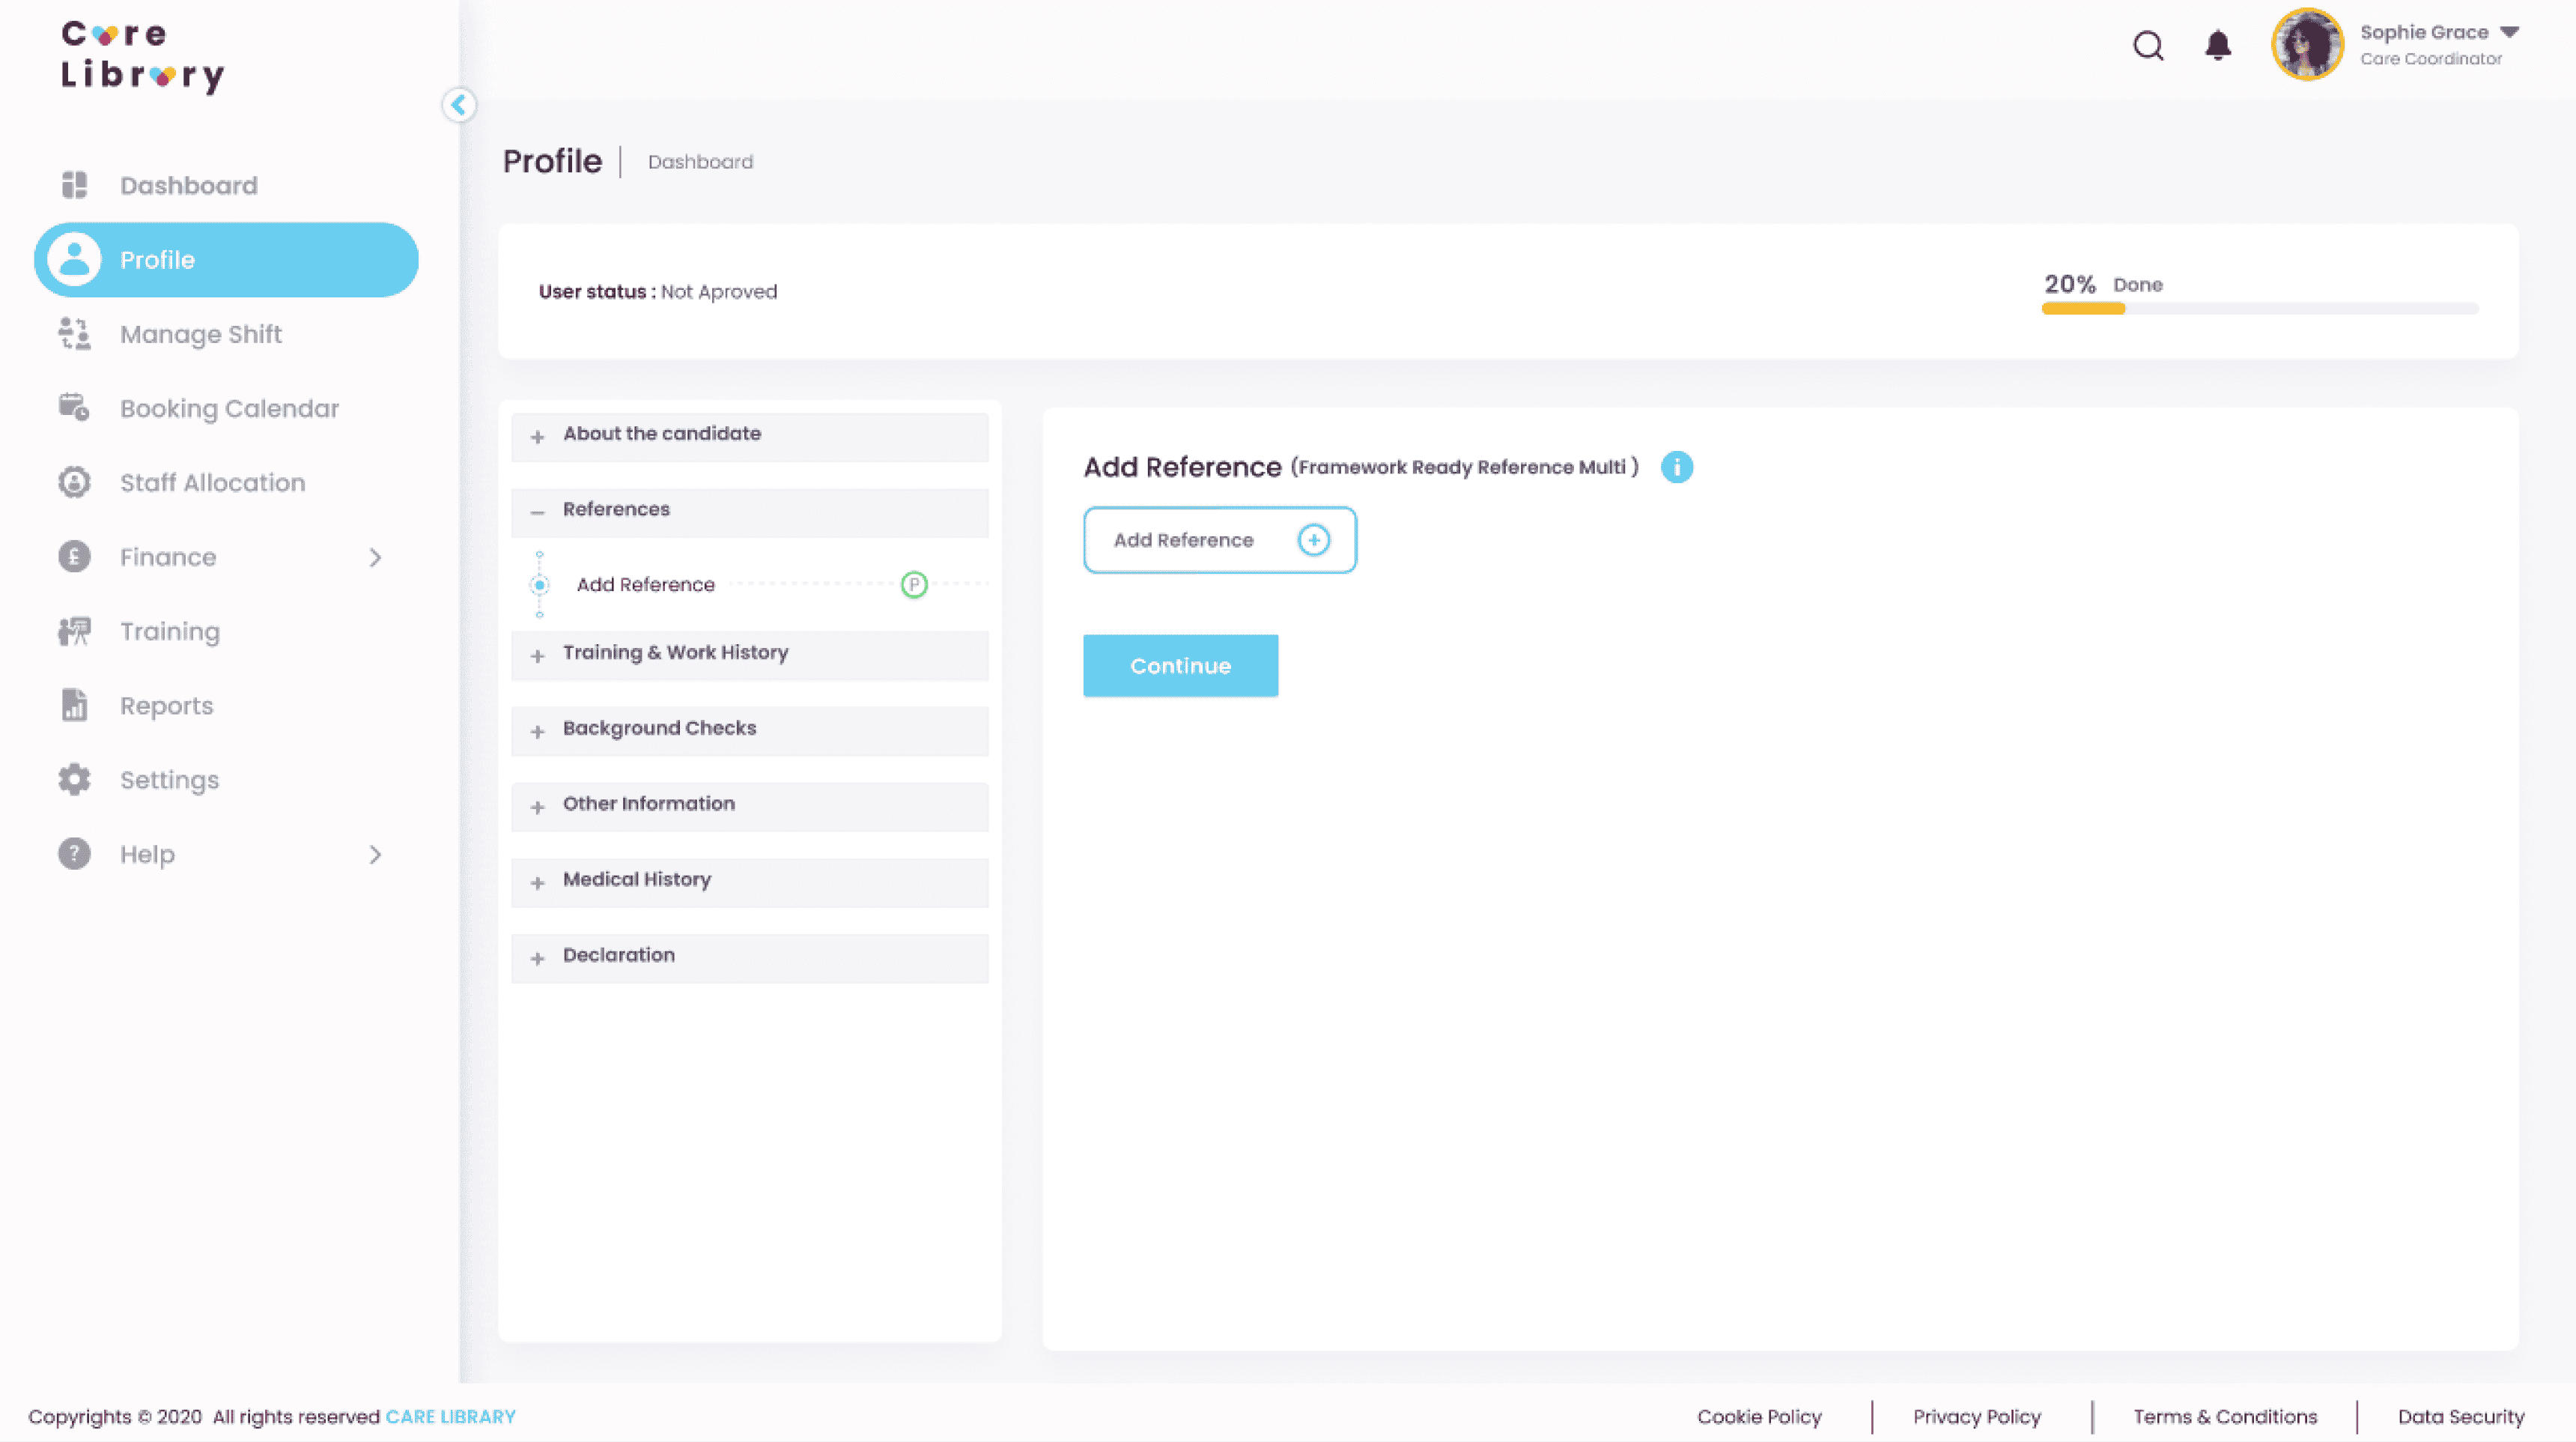 Care
Library
Sophie Grace
Care Coordinator
Profile
Dashboard
Dashboard
Profile
Manage Shift
Booking Calendar
Staff Allocation
£ Finance
Training
Reports
Settings
? Help
User status : Not Aproved
20% Done
About the candidate
References
Add Reference P
Training & Work History
Background Checks
Other Information
Medical History
Declaration
Add Reference (Framework Ready Reference Multi ) i
Add Reference
Continue
Copyrights © 2020 All rights reserved CARE LIBRARY
Cookie Policy
Privacy Policy
Terms & Conditions
Data Security